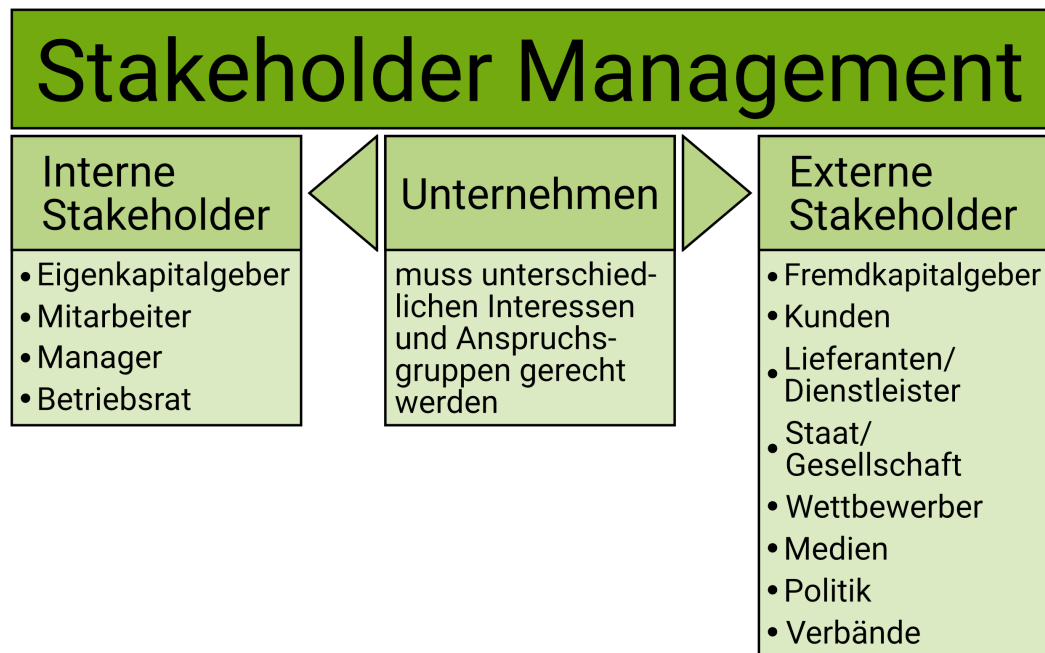 Stakeholder Management
Interne
Stakeholder
• Eigenkapitalgeber
• Mitarbeiter
• Manager
• Betriebsrat
Unternehmen
muss unterschied-
lichen Interessen
und Anspruchs-
gruppen gerecht
werden
Externe
Stakeholder
• Fremdkapitalgeber
• Kunden
• Lieferanten/
Dienstleister
• Staat/
Gesellschaft
• Wettbewerber
• Medien
• Politik
• Verbände